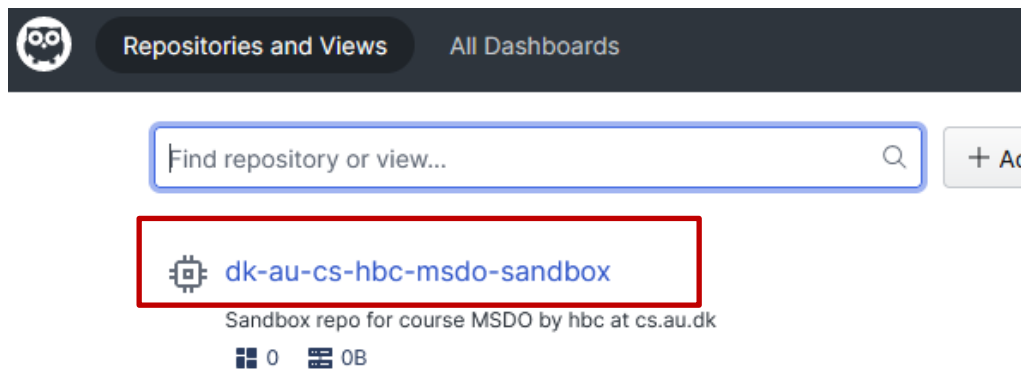 Repositories and Views All Dashboards
Find repository or view...
dk-au-cs-hbc-msdo-sandbox
Sandbox repo for course MSDO by hbc at cs.au.dk
0 0B